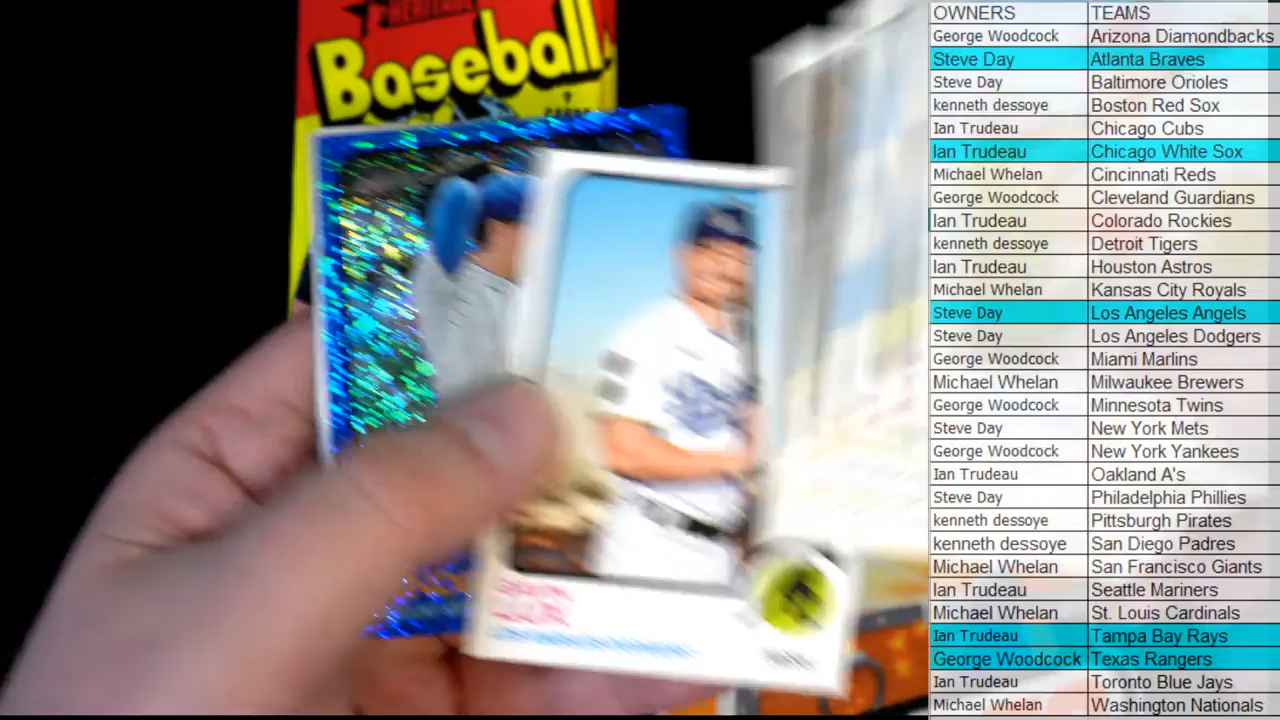 HERITAGE
Baseball
OWNERS TEAMS
George Woodcock Arizona Diamondbacks
Steve Day Atlanta Braves
Steve Day Baltimore Orioles
kenneth dessoye Boston Red Sox
Ian Trudeau Chicago Cubs
Ian Trudeau Chicago White Sox
Michael Whelan Cincinnati Reds
George Woodcock Cleveland Guardians
Ian Trudeau Colorado Rockies
kenneth dessoye Detroit Tigers
Ian Trudeau Houston Astros
Michael Whelan Kansas City Royals
Steve Day Los Angeles Angels
Steve Day Los Angeles Dodgers
George Woodcock Miami Marlins
Michael Whelan Milwaukee Brewers
George Woodcock Minnesota Twins
Steve Day New York Mets
George Woodcock New York Yankees
Ian Trudeau Oakland A's
Steve Day Philadelphia Phillies
kenneth dessoye Pittsburgh Pirates
kenneth dessoye San Diego Padres
Michael Whelan San Francisco Giants
Ian Trudeau Seattle Mariners
Michael Whelan St. Louis Cardinals
Ian Trudeau Tampa Bay Rays
George Woodcock Texas Rangers
Ian Trudeau Toronto Blue Jays
Michael Whelan Washington Nationals